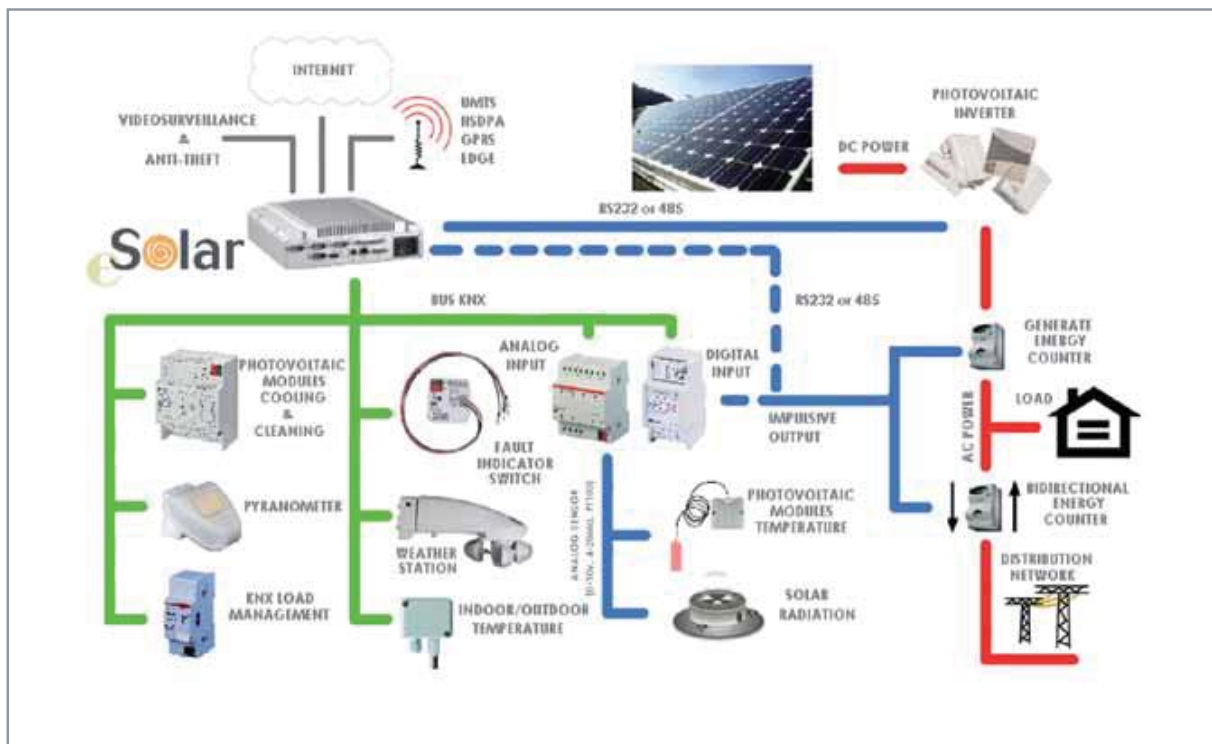 INTERNET
VIDEOSURVEILLANCE
&
ANTI-THEFT
UMTS
HSDPA
GPRS
EDGE
PHOTOVOLTAIC
INVERTER
DC POWER
RS232 or 485
eSolar
BUS KNX
RS232 or 485
PHOTOVOLTAIC
MODULES
COOLING
&
CLEANING
FAULT
INDICATOR
SWITCH
ANALOG
INPUT
DIGITAL
INPUT
IMPULSIVE
OUTPUT
GENERATE
ENERGY
COUNTER
LOAD
AC POWER
BIDIRECTIONAL
ENERGY
COUNTER
PYRANOMETER
WEATHER
STATION
ANALOG SENSOR
PHOTOVOLTAIC
MODULES
TEMPERATURE
DISTRIBUTION
NETWORK
KNX LOAD
MANAGEMENT
INDOOR/OUTDOOR
TEMPERATURE
SOLAR
RADIATION